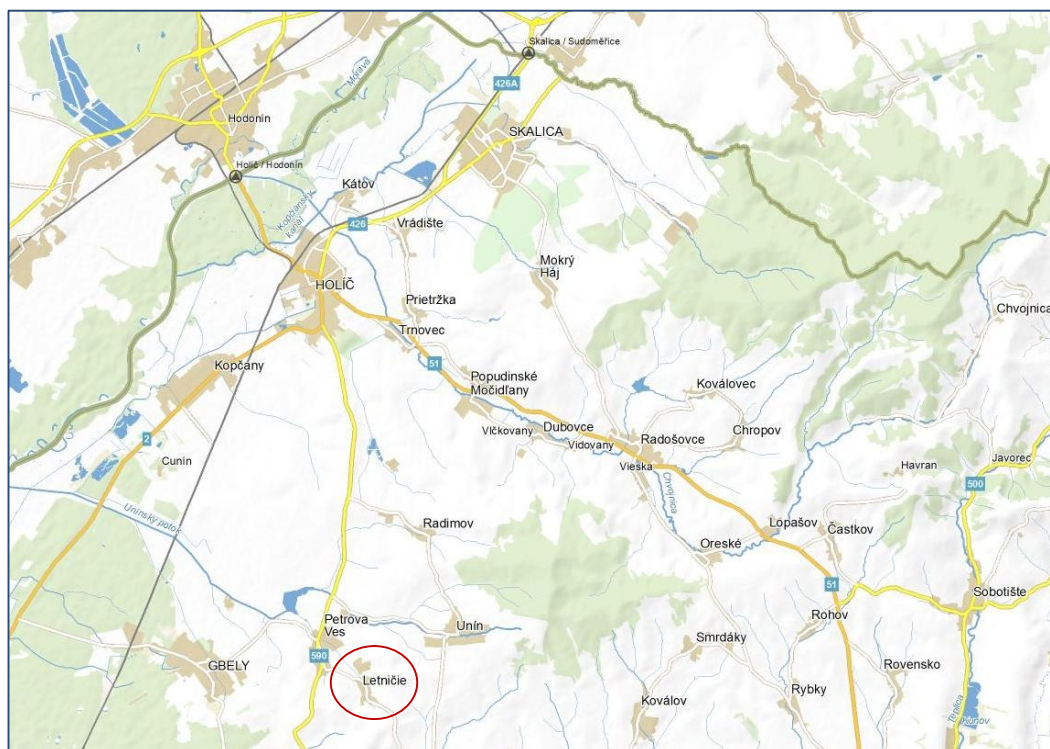 Skalica / Sudoměřice
426A
Morava
Hodonín
SKALICA
Holíč / Hodonín
Kátov
Kopčiansky
Kanál
426
Vrádište
Mokrý
Háj
HOLÍČ
Prietržka
Chvojnica
Trnovec
51
Kopčany
Popudinské
Močidľany
Koválovec
Vlčkovany
Dubovce
Vidovany
Radošovce
Chropov
2
Cunín
Vieška
Havran
Javorec
Chvojnica
500
Unínsky potok
Radimov
Lopašov
Častkov
Oreské
51
Sobotište
Petrova
Ves
Unín
Rohov
Smrdáky
590
GBELY
Letničie
Rovensko
Koválov
Rybky
Teplica
Kunov